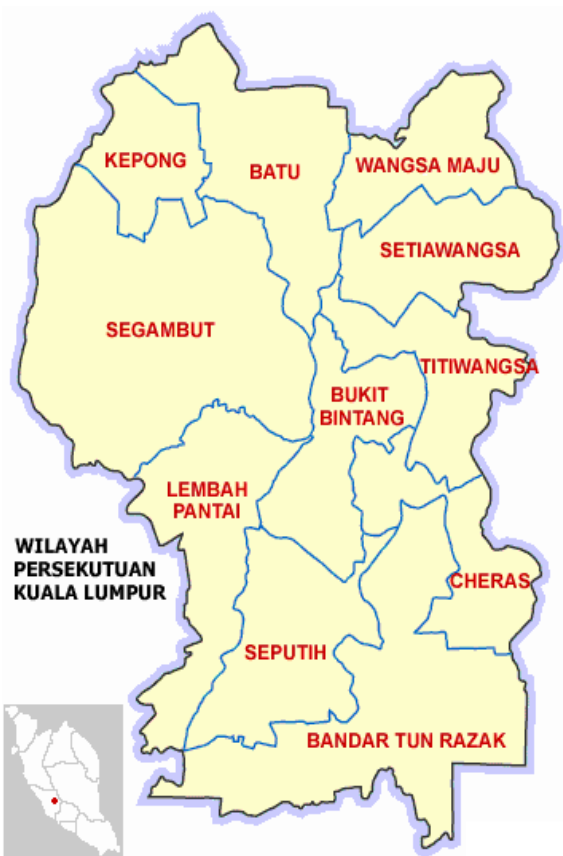 KEPONG
BATU
WANGSA MAJU
SETIAWANGSA
SEGAMBUT
TITIWANGSA
BUKIT
BINTANG
LEMBAH
PANTAI
WILAYAH
PERSEKUTUAN
KUALA LUMPUR
CHERAS
SEPUTIH
BANDAR TUN RAZAK